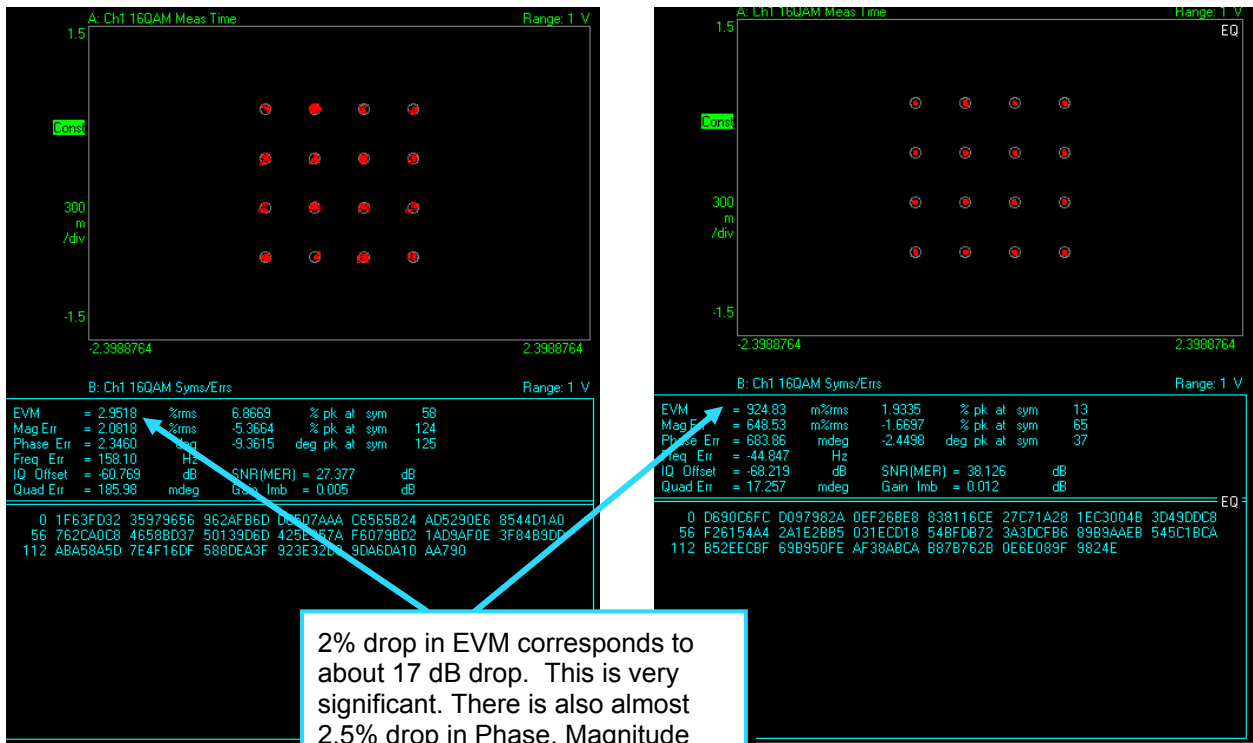 A: Ch1 16QAM Meas Time Range: 1 V
1.5
Const
300
m
/div
-1.5
-2.3988764 2.3988764
B: Ch1 16QAM Syms/Errs Range: 1 V
EVM = 2.9518 %rms 6.8669 % pk at sym 58
Mag Err = 2.0818 %rms -5.3664 % pk at sym 124
Phase Err = 2.3460 deg -9.3615 deg pk at sym 125
Freq Err = 158.10 Hz
IQ Offset = -60.769 dB SNR(MER) = 27.377 dB
Quad Err = 185.98 mdeg Gain Imb = 0.005 dB
0 1F63FD32 35979656 962AFB6D C6565B24 AD5290E6 8544D1A0
56 762CA0C8 4658BD37 50139D6D F6079BD2 1AD9AF0E
112 ABA58A5D 7E4F16DF 588DEA3F 9DA6DA10 AA790
A: Ch1 16QAM Meas Time Range: 1 V
1.5 EQ
Const
300
m
/div
-1.5
-2.3988764 2.3988764
B: Ch1 16QAM Syms/Errs Range: 1 V
EVM = 924.83 m%rms 1.9335 % pk at sym 13
Mag Err = 648.53 m%rms -1.6697 % pk at sym 65
Phase Err = 683.86 mdeg -2.4498 deg pk at sym 37
Freq Err = -44.847 Hz
IQ Offset = -68.219 dB SNR(MER) = 38.126 dB
Quad Err = 17.257 mdeg Gain Imb = 0.012 dB
EQ
0 D690C6FC D097982A 0EF26BE8 838116CE 27C71A28 1EC3004B 3D49DDC8
56 F26154A4 2A1E2BB5 031ECD18 54BFDB72 3A3DCFB6 89B9AAEB 545C1BCA
112 B52EECBF 69B950FE AF38ABCA B87B762B 0E6E089F 9824E
2% drop in EVM corresponds to
about 17 dB drop. This is very
significant. There is also almost
2.5% drop in Phase, Magnitude